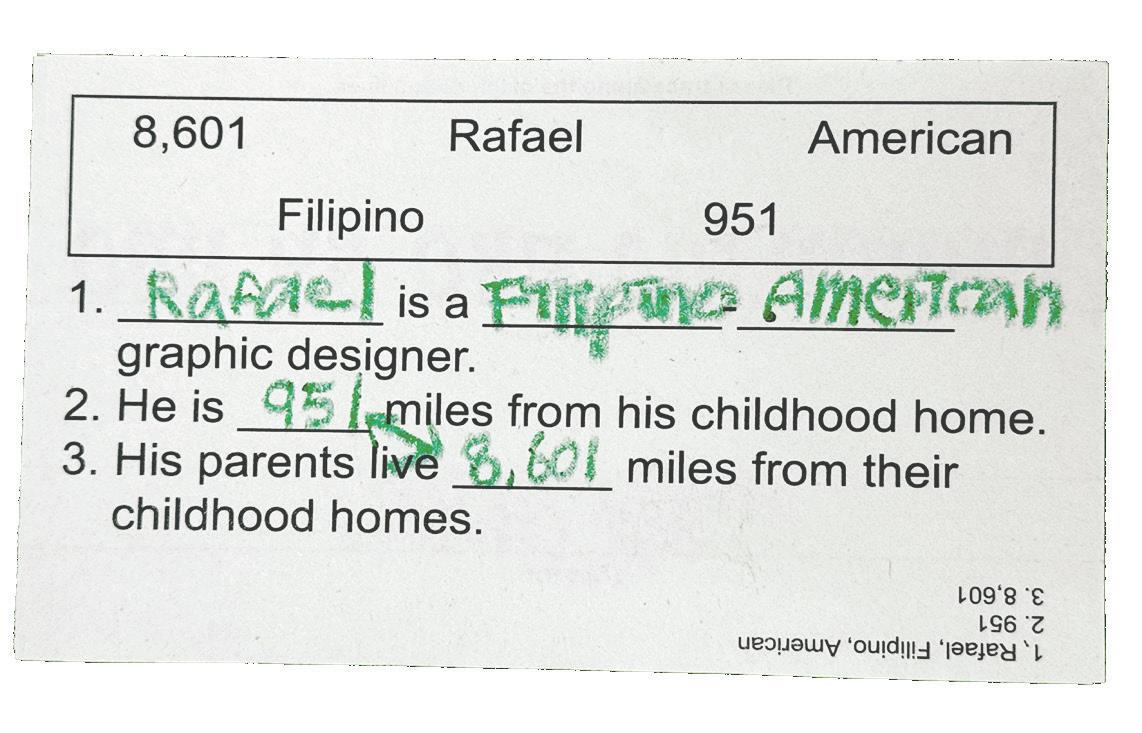 8,601 Rafael American
Filipino 951
1. Rafael is a Filipino-American
graphic designer.
2. He is 951 miles from his childhood home.
3. His parents live 8,601 miles from their
childhood homes.
1, Rafael, Filipino, American
2. 951
3. 8,601